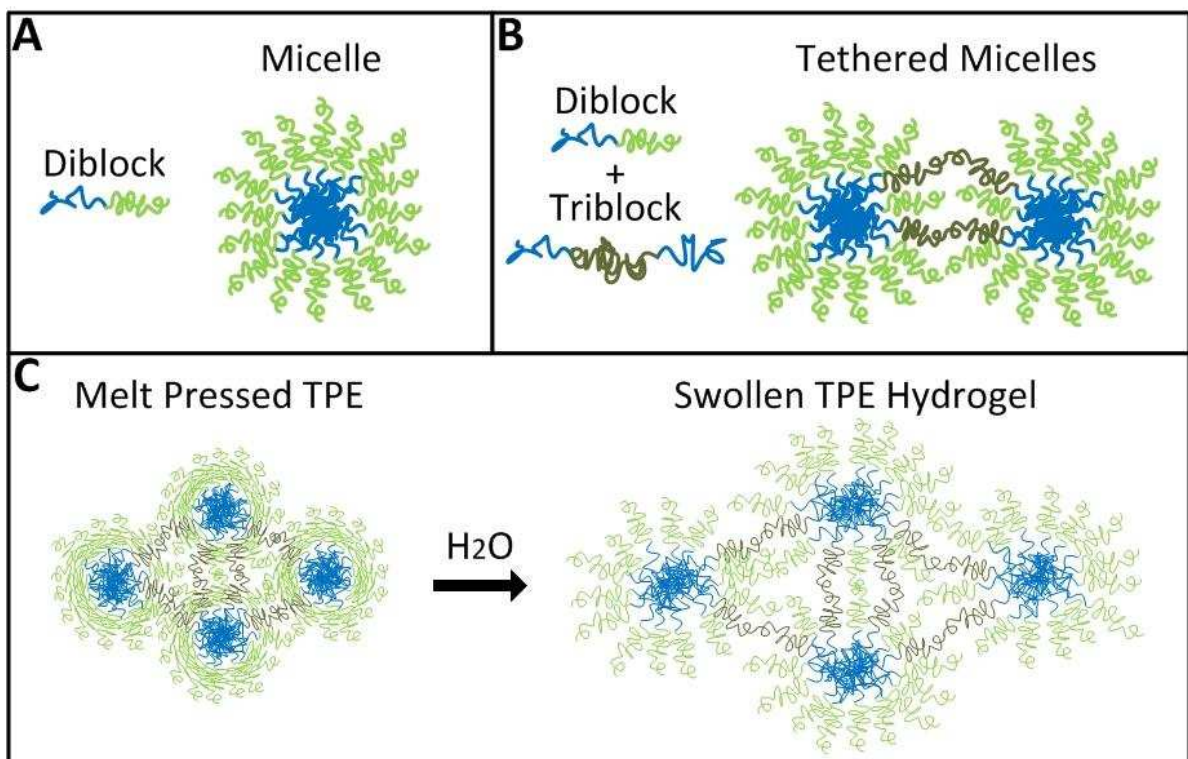 A
Micelle
Diblock
B
Tethered Micelles
Diblock
+
Triblock
C
Melt Pressed TPE
H2O
Swollen TPE Hydrogel